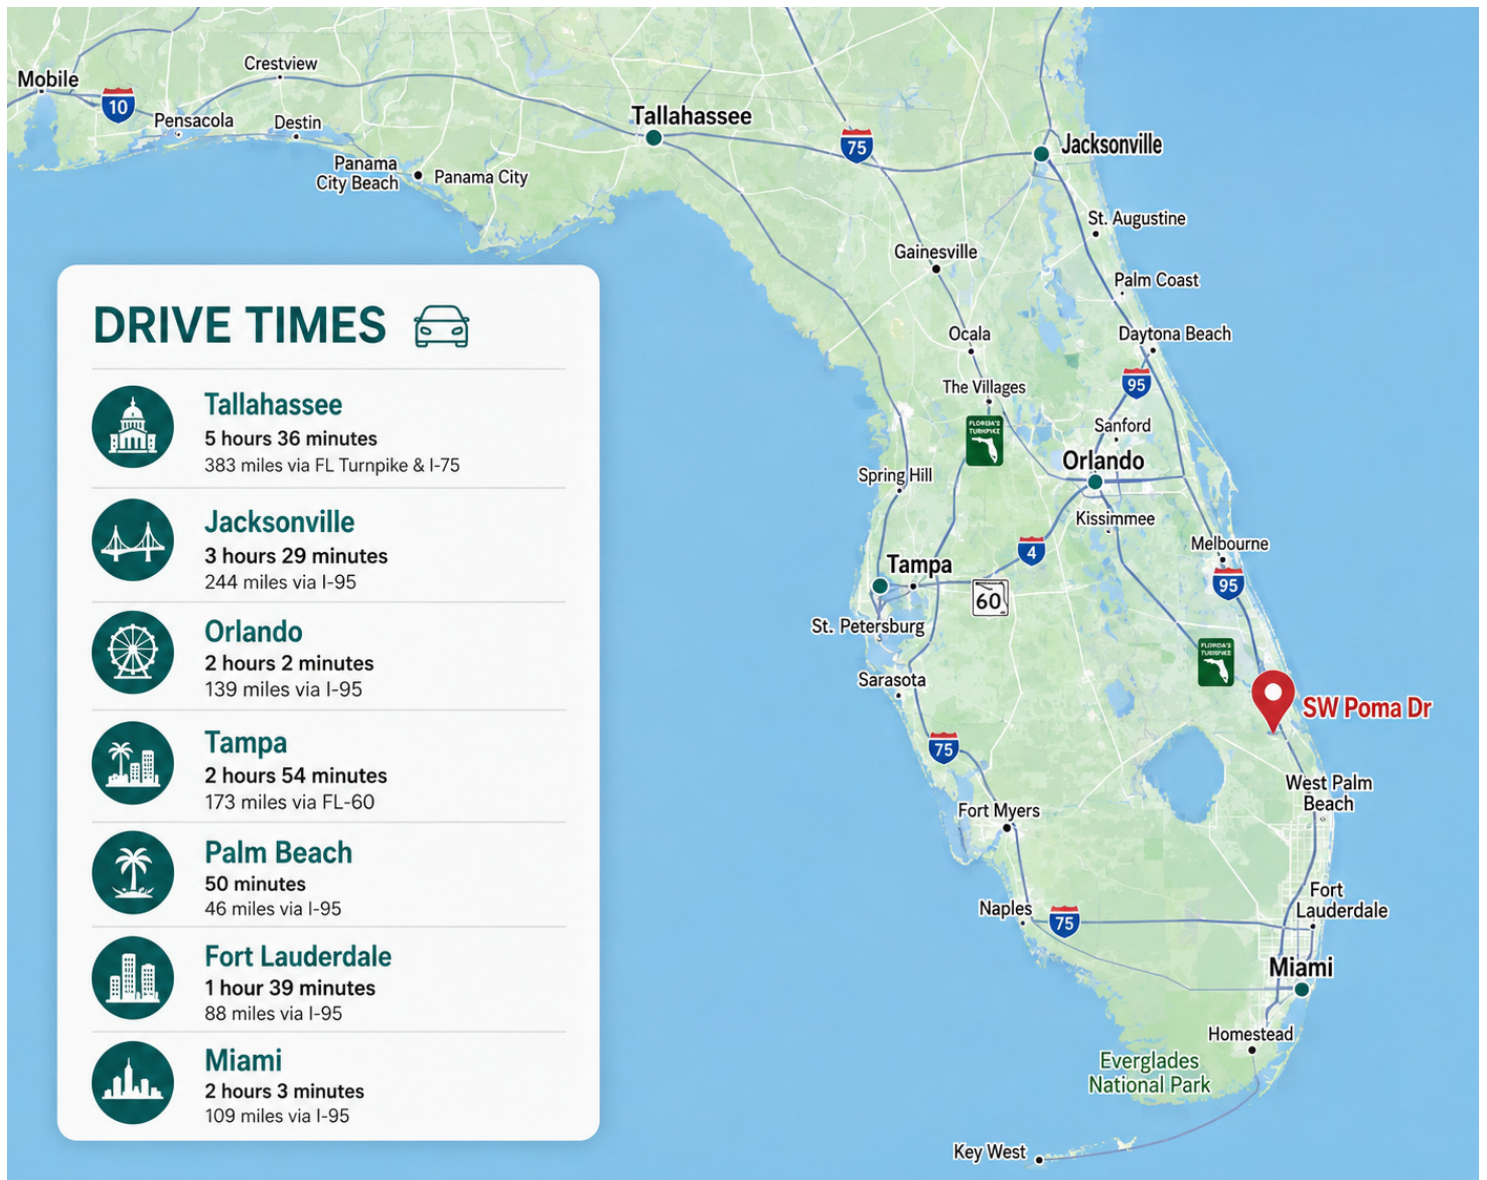 Mobile
10
Crestview
Pensacola
Destin
Panama
City Beach
Panama City
Tallahassee
75
Jacksonville
St. Augustine
Gainesville
Palm Coast
Ocala
Daytona Beach
The Villages
95
FLORIDA'S
TURNPIKE
Sanford
Orlando
Spring Hill
Kissimmee
Melbourne
4
Tampa
95
60
St. Petersburg
FLORIDA'S
TURNPIKE
Sarasota
SW Poma Dr
75
West Palm
Beach
Fort Myers
Fort
Lauderdale
Naples
75
Miami
Homestead
Everglades
National Park
Key West
DRIVE TIMES
Tallahassee
5 hours 36 minutes
383 miles via FL Turnpike & I-75
Jacksonville
3 hours 29 minutes
244 miles via I-95
Orlando
2 hours 2 minutes
139 miles via I-95
Tampa
2 hours 54 minutes
173 miles via FL-60
Palm Beach
50 minutes
46 miles via I-95
Fort Lauderdale
1 hour 39 minutes
88 miles via I-95
Miami
2 hours 3 minutes
109 miles via I-95